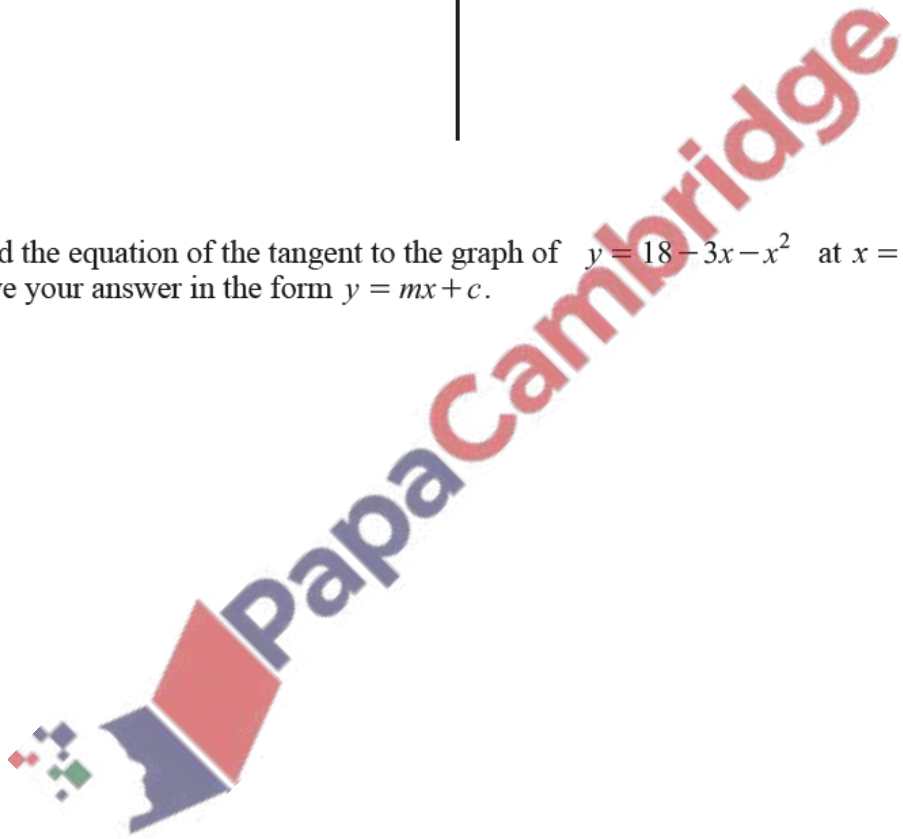 d the equation of the tangent to the graph of y = 18 − 3x − x² at x =
e your answer in the form y = mx + c.
PapaCambridge